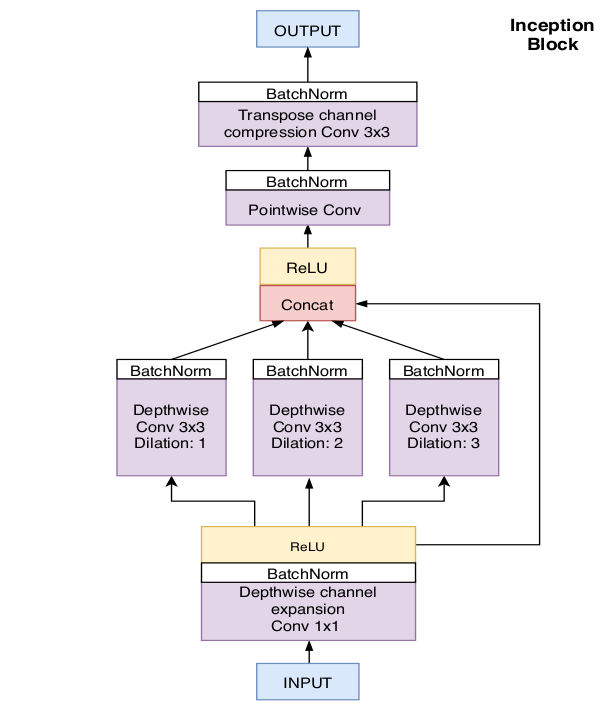 Inception
Block
OUTPUT
BatchNorm
Transpose channel
compression Conv 3x3
BatchNorm
Pointwise Conv
ReLU
Concat
BatchNorm
Depthwise
Conv 3x3
Dilation: 1
BatchNorm
Depthwise
Conv 3x3
Dilation: 2
BatchNorm
Depthwise
Conv 3x3
Dilation: 3
ReLU
BatchNorm
Depthwise channel
expansion
Conv 1x1
INPUT